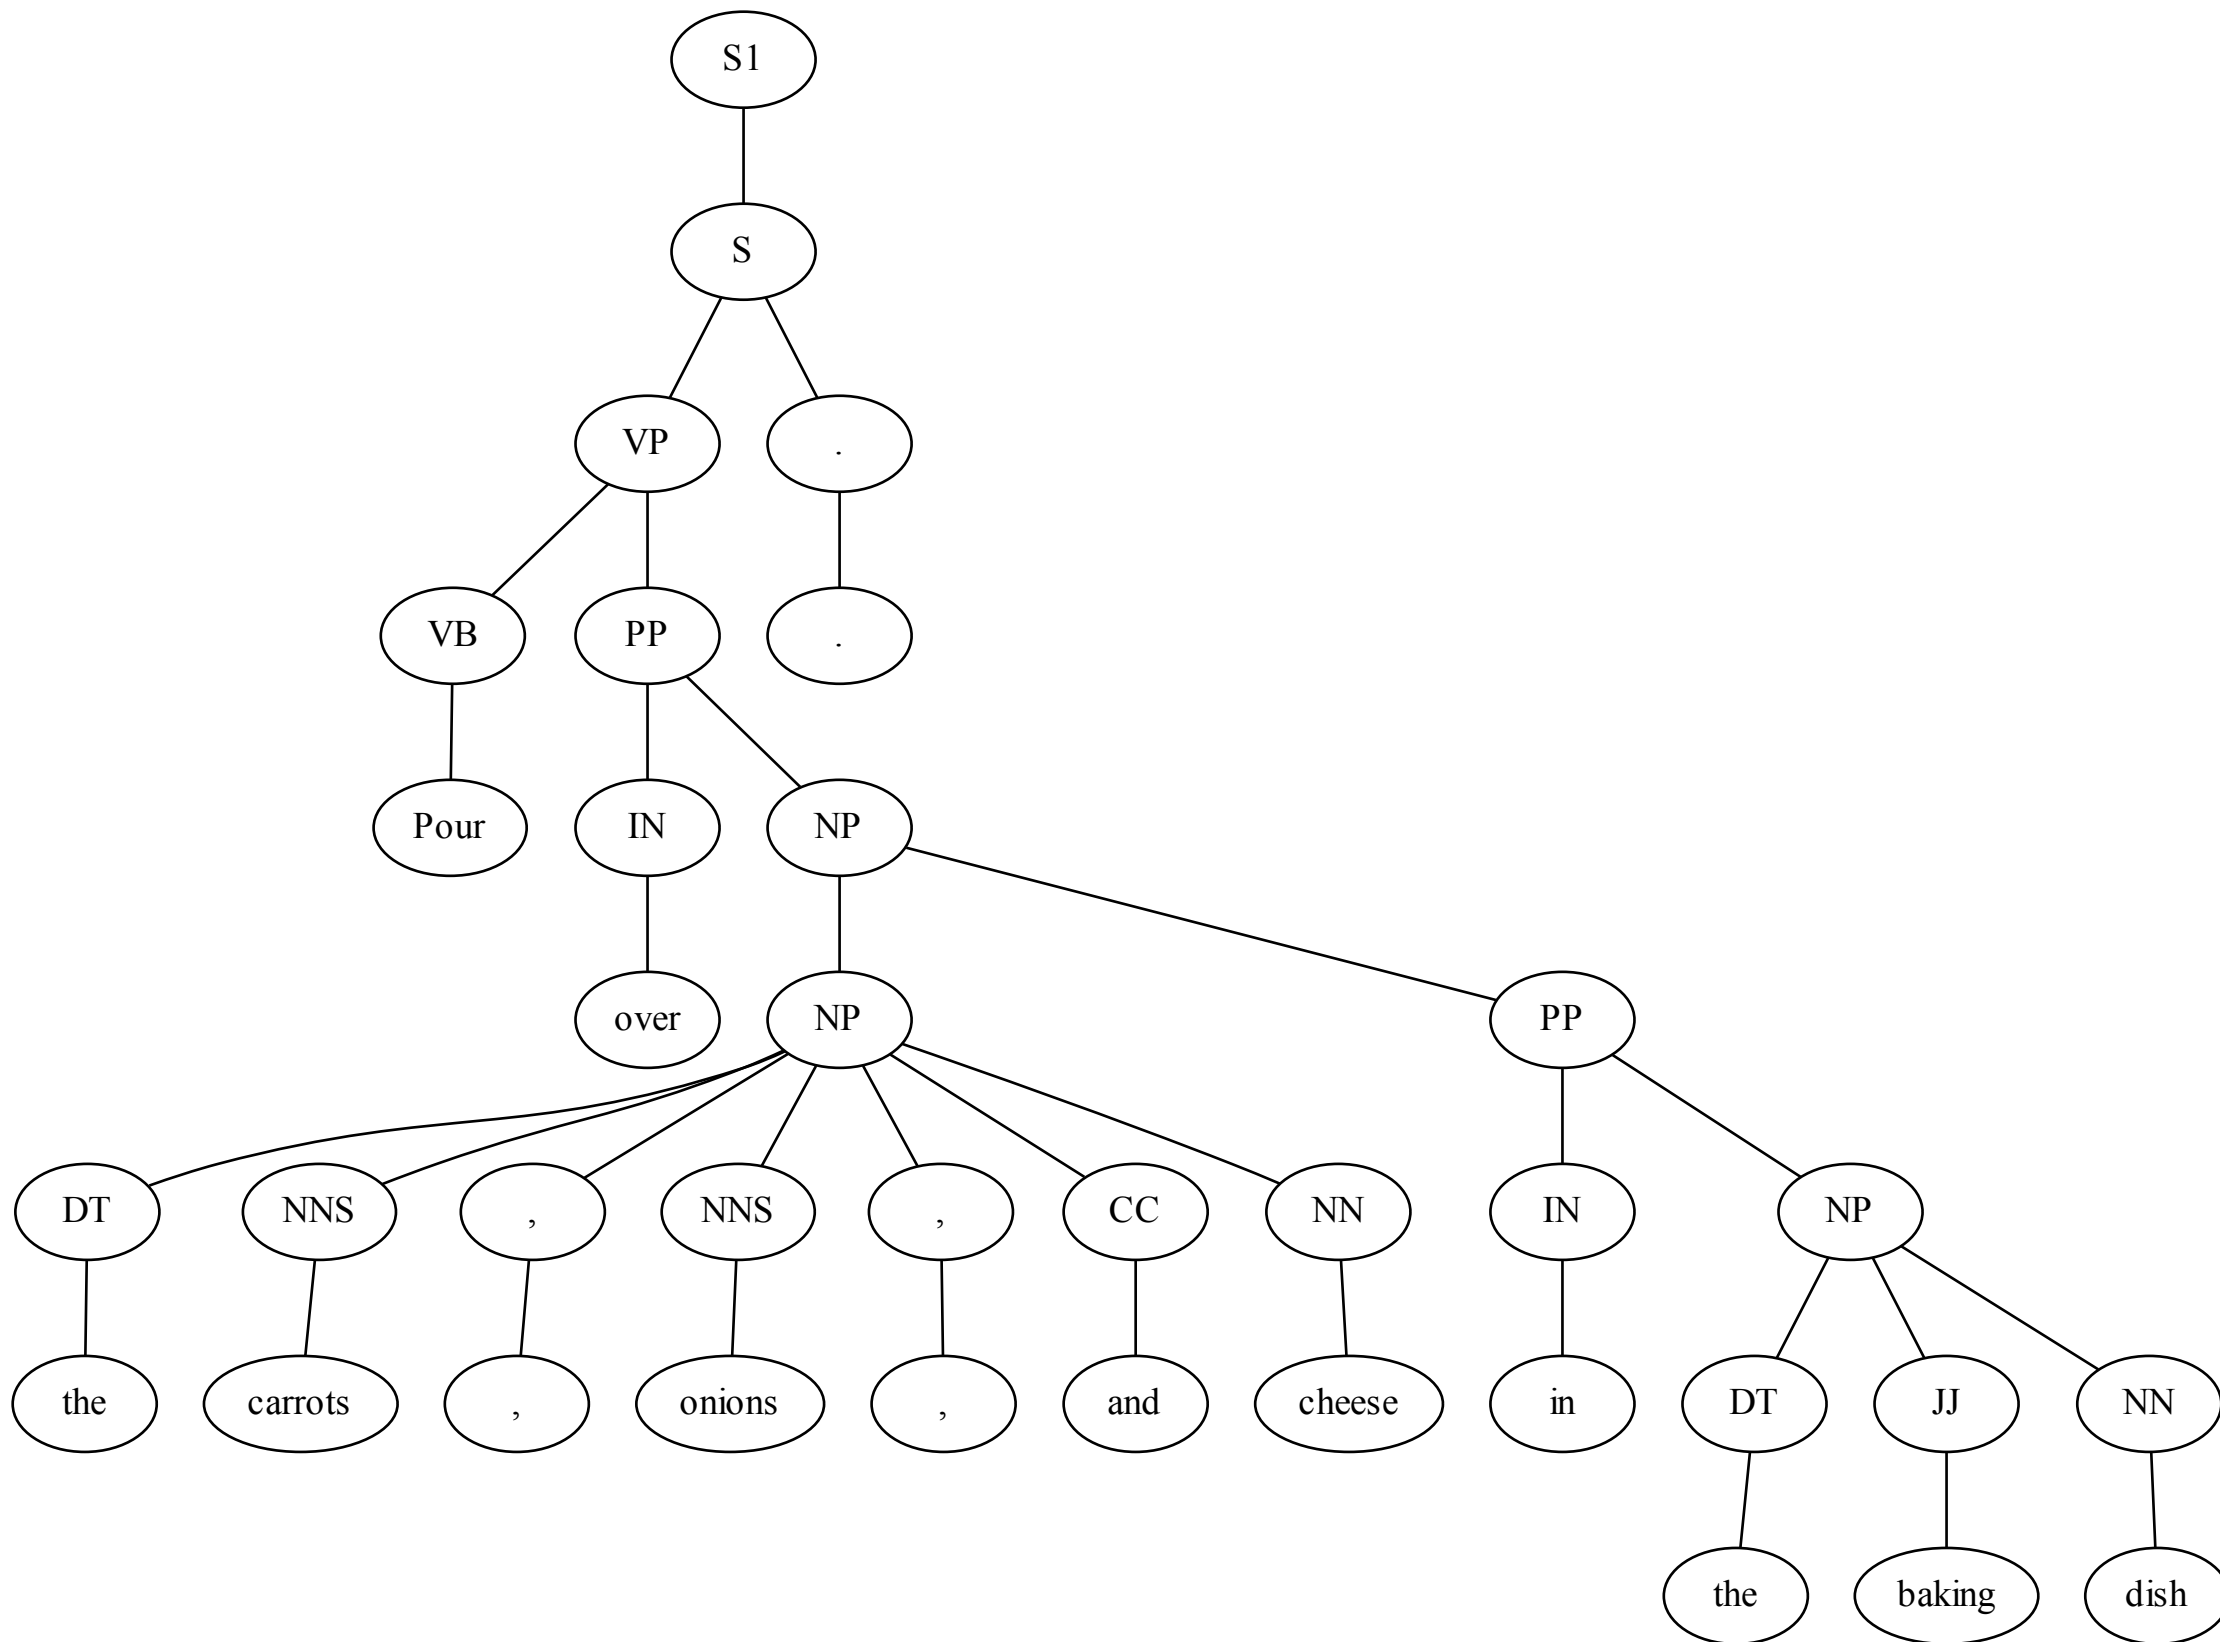 S1
S
VP .
VB PP .
Pour IN NP
over NP PP
DT NNS , NNS , CC NN IN NP
the carrots , onions , and cheese in DT JJ NN
the baking dish